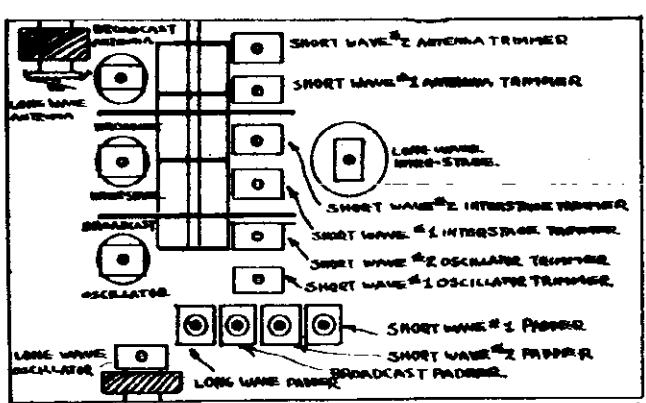 BROADCAST
ANTENNA
SHORT WAVE #2 ANTENNA TRIMMER
SHORT WAVE #1 ANTENNA TRIMMER
LONG WAVE
ANTENNA
BROADCAST
INTERSTAGE
LONG WAVE
INTER-STAGE.
SHORT WAVE #2 INTERSTAGE TRIMMER
SHORT WAVE #1 INTERSTAGE TRIMMER
BROADCAST
OSCILLATOR
SHORT WAVE #2 OSCILLATOR TRIMMER
SHORT WAVE #1 OSCILLATOR TRIMMER.
SHORT WAVE #1 PADDER
SHORT WAVE #2 PADDER
BROADCAST PADDER.
LONG WAVE PADDER
LONG WAVE
OSCILLATOR